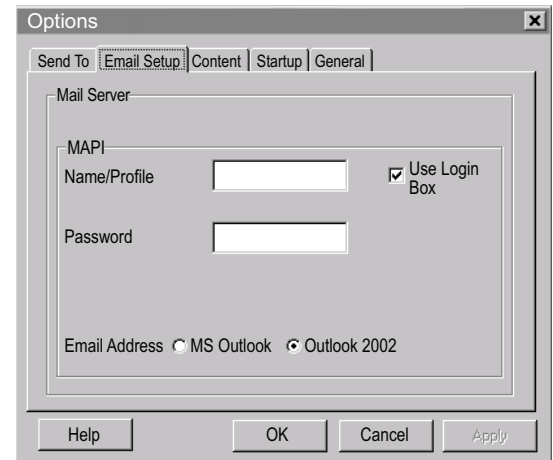 Options
Send To Email Setup Content Startup General
Mail Server
MAPI
Name/Profile
Use Login
Box
Password
Email Address MS Outlook Outlook 2002
Help OK Cancel Apply